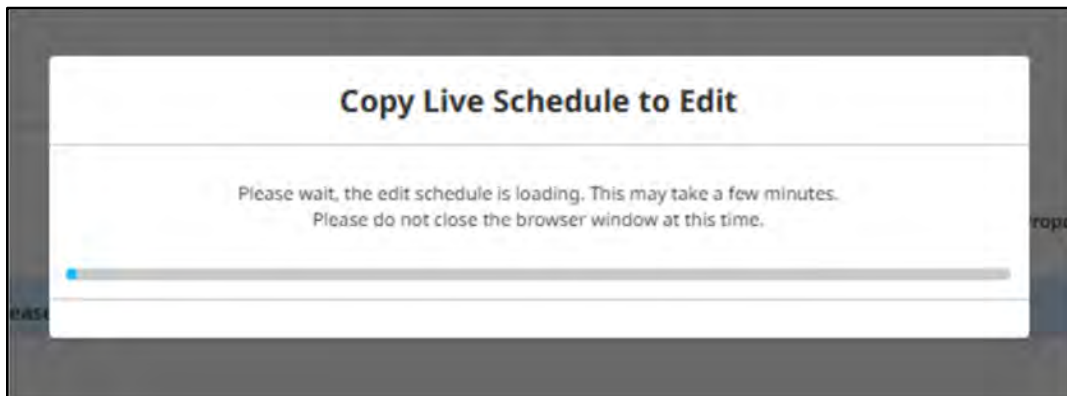 Copy Live Schedule to Edit
Please wait, the edit schedule is loading. This may take a few minutes.
Please do not close the browser window at this time.